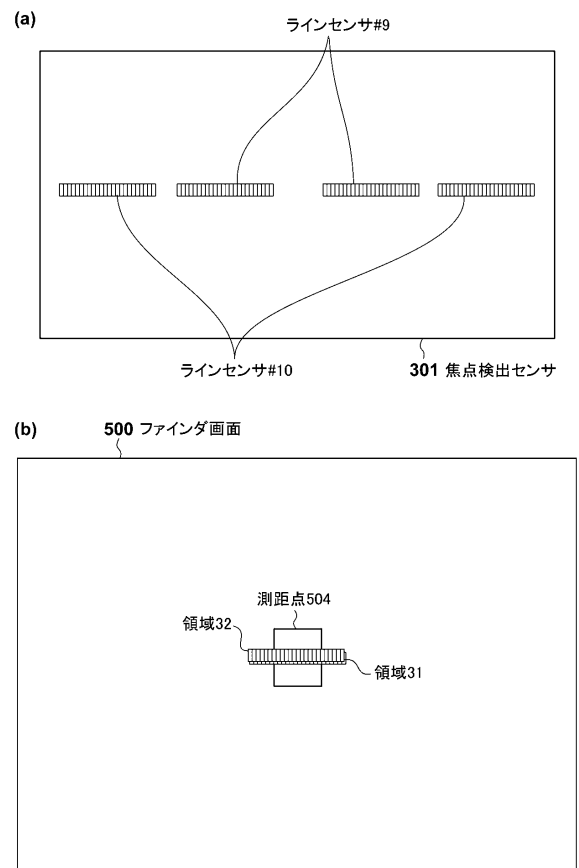 (a)
ラインセンサ#9
ラインセンサ#10
301 焦点検出センサ
(b)
500 ファインダ画面
測距点504
領域32
領域31